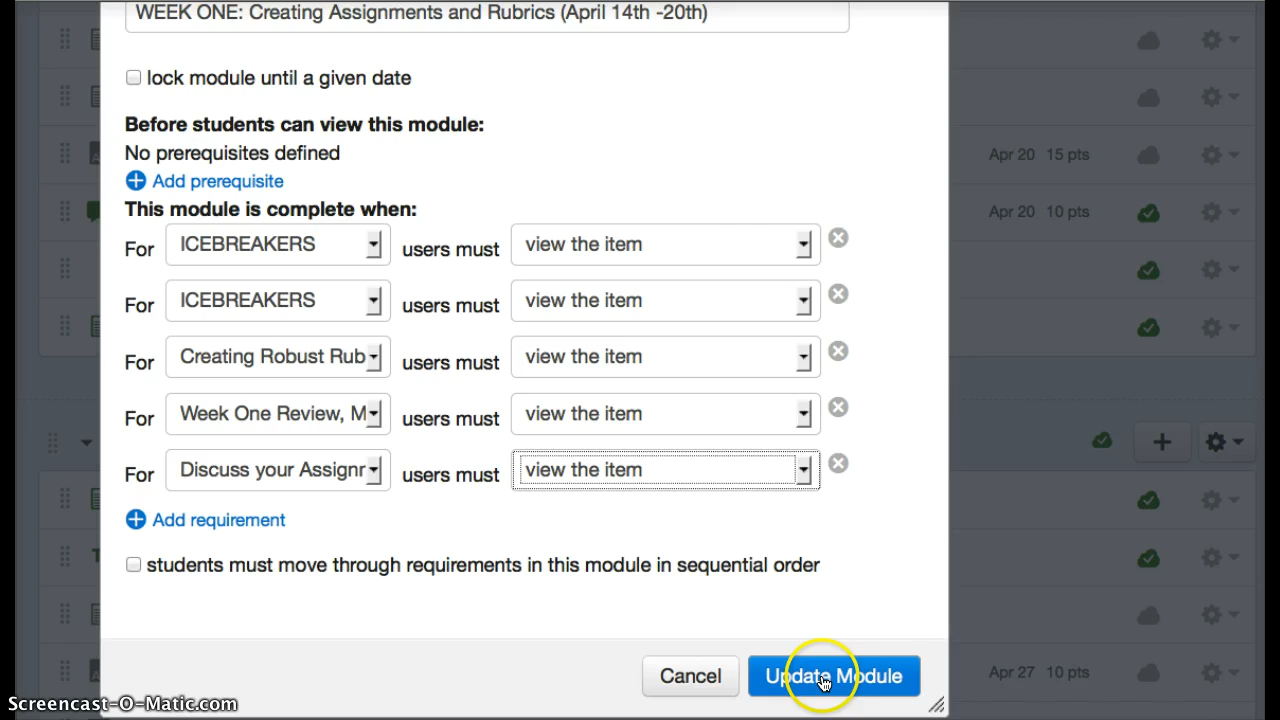 WEEK ONE: Creating Assignments and Rubrics (April 14th -20th)
lock module until a given date
Before students can view this module:
No prerequisites defined
Add prerequisite
This module is complete when:
For ICEBREAKERS users must view the item
For ICEBREAKERS users must view the item
For Creating Robust Rub users must view the item
For Week One Review, M users must view the item
For Discuss your Assignr users must view the item
Add requirement
students must move through requirements in this module in sequential order
Cancel Update Module
Apr 20 15 pts
Apr 20 10 pts
Apr 27 10 pts
Screencast-O-Matic.com